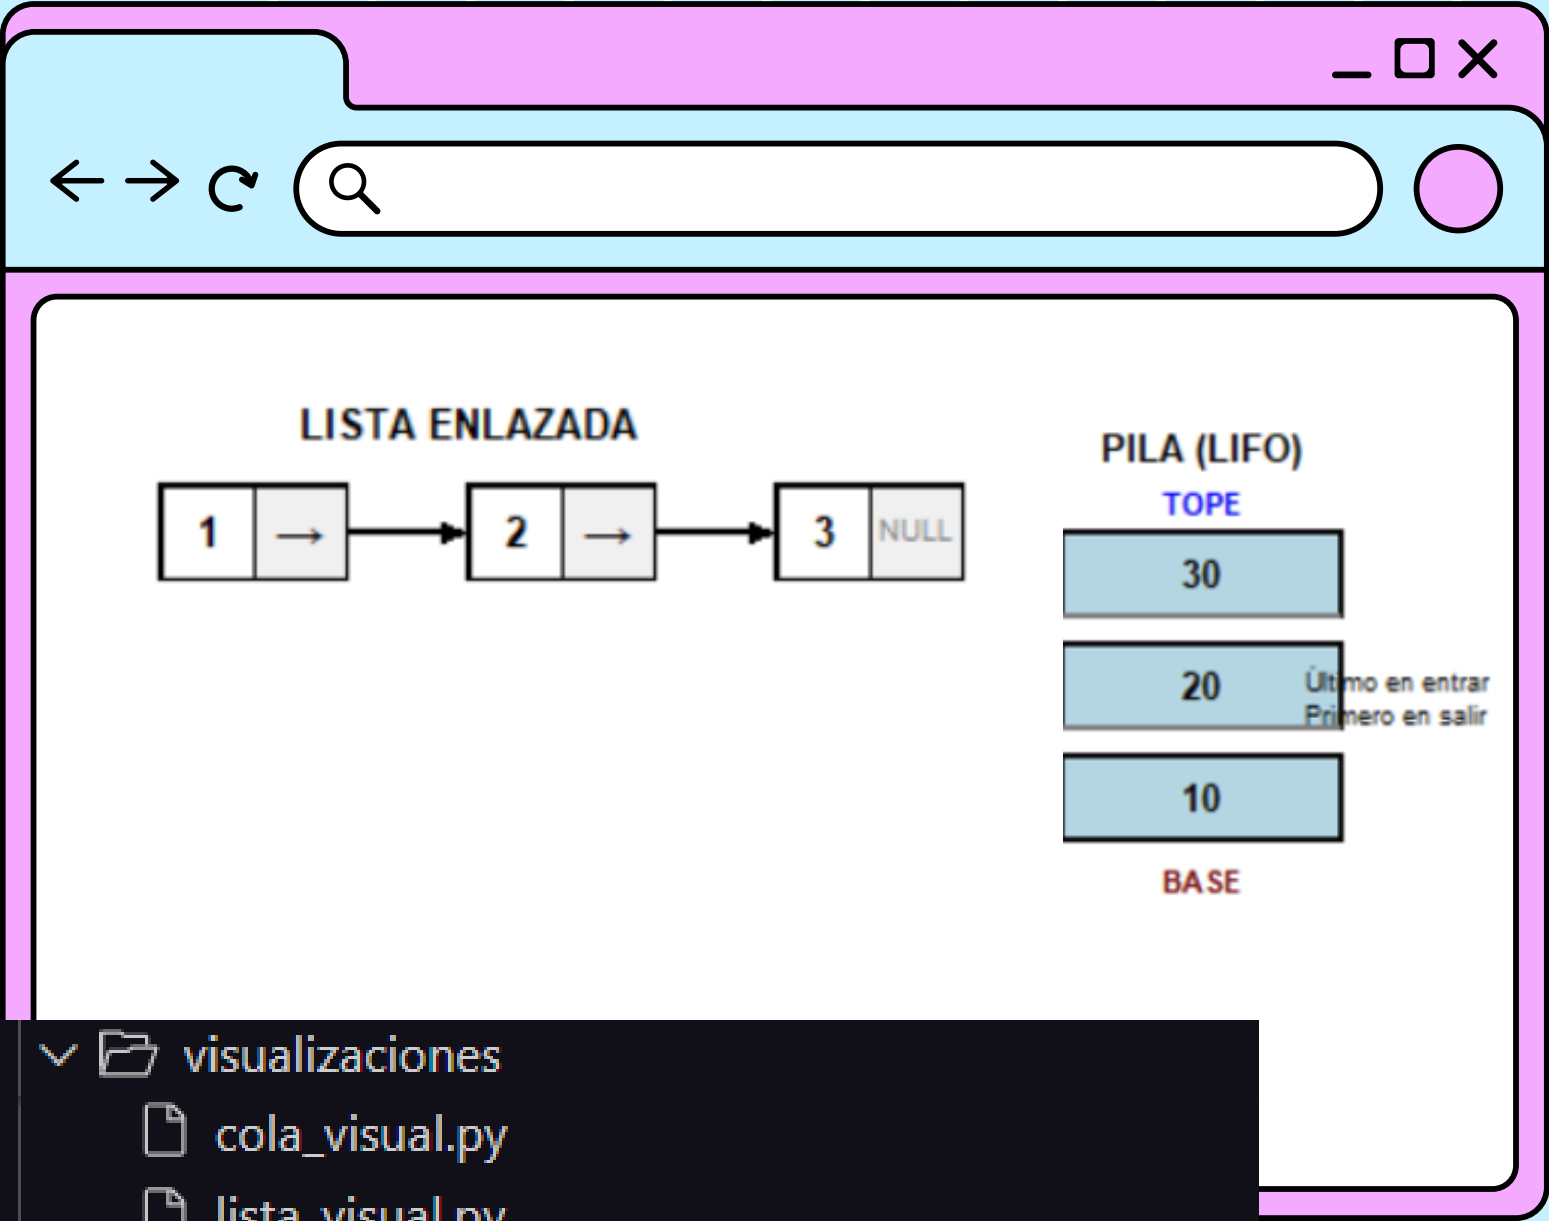 LISTA ENLAZADA
1 → 2 → 3 NULL
PILA (LIFO)
TOPE
30
20
Último en entrar
Primero en salir
10
BASE
visualizaciones
cola_visual.py
lista_visual.py